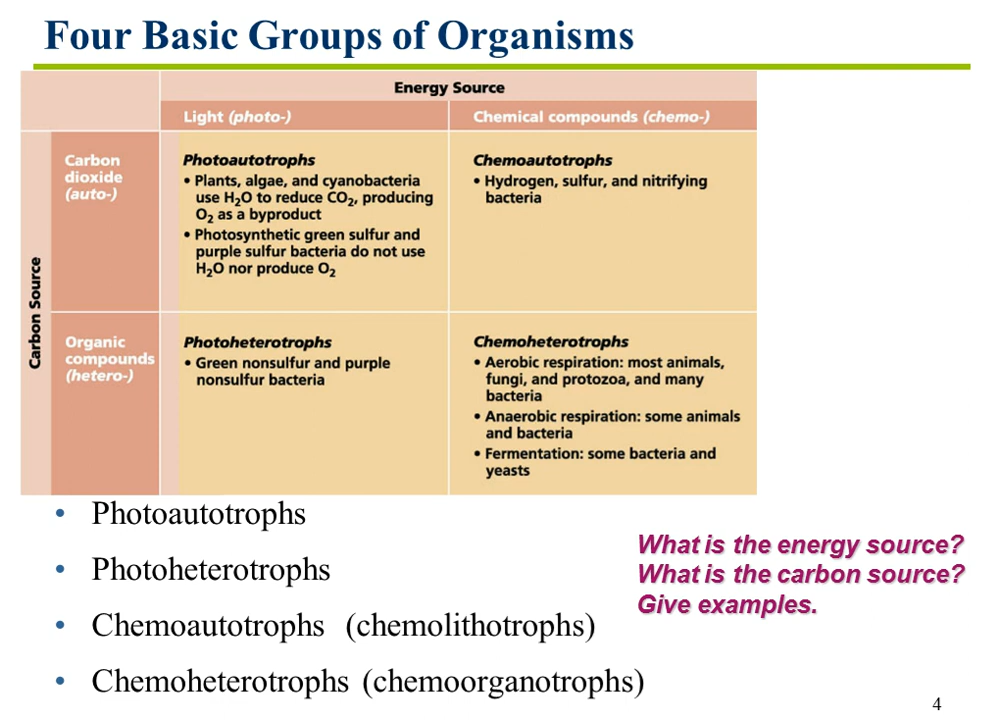 Four Basic Groups of Organisms
Energy Source
Light (photo-)
Chemical compounds (chemo-)
Carbon Source
Carbon
dioxide
(auto-)
Photoautotrophs
• Plants, algae, and cyanobacteria
use H₂O to reduce CO₂, producing
O₂ as a byproduct
• Photosynthetic green sulfur and
purple sulfur bacteria do not use
H₂O nor produce O₂
Chemoautotrophs
• Hydrogen, sulfur, and nitrifying
bacteria
Organic
compounds
(hetero-)
Photoheterotrophs
• Green nonsulfur and purple
nonsulfur bacteria
Chemoheterotrophs
• Aerobic respiration: most animals,
fungi, and protozoa, and many
bacteria
• Anaerobic respiration: some animals
and bacteria
• Fermentation: some bacteria and
yeasts
• Photoautotrophs
• Photoheterotrophs
• Chemoautotrophs (chemolithotrophs)
• Chemoheterotrophs (chemoorganotrophs)
What is the energy source?
What is the carbon source?
Give examples.
4